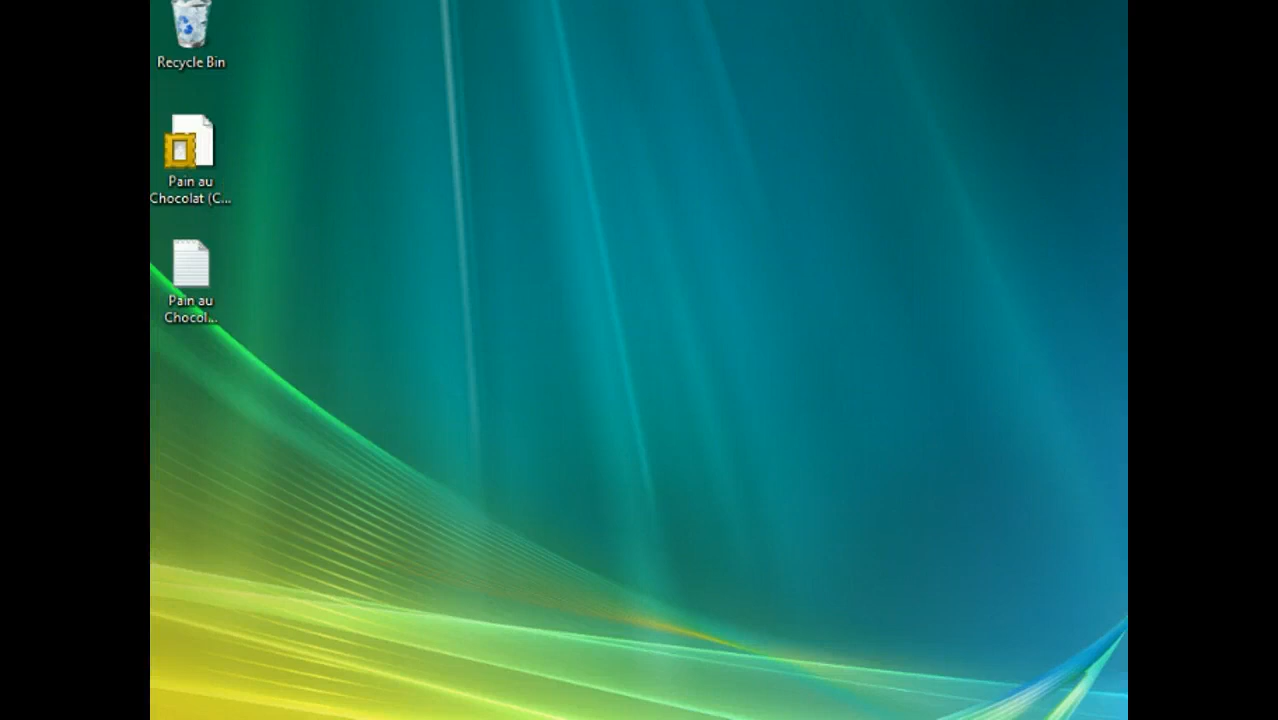 Recycle Bin
Pain au
Chocolat (C...
Pain au
Chocol...